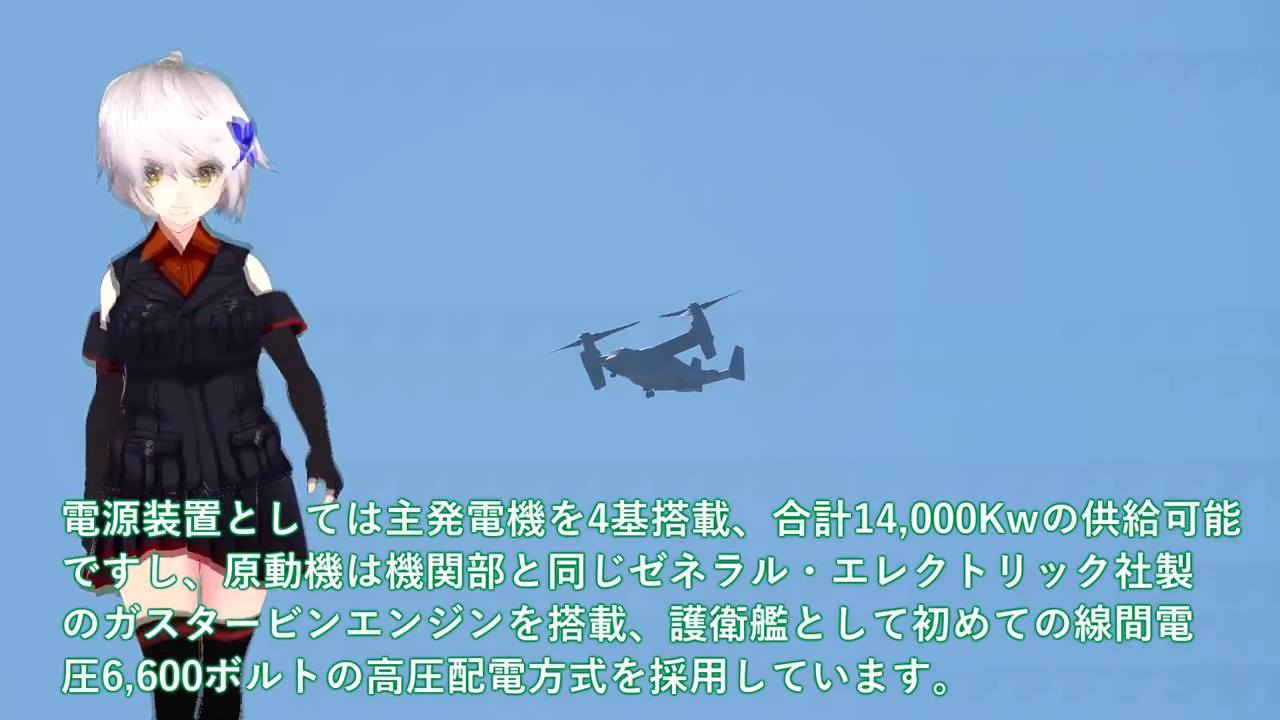 電源装置としては主発電機を4基搭載、合計14,000Kwの供給可能
ですし、原動機は機関部と同じゼネラル・エレクトリック社製
のガスタービンエンジンを搭載、護衛艦として初めての線間電
圧6,600ボルトの高圧配電方式を採用しています。